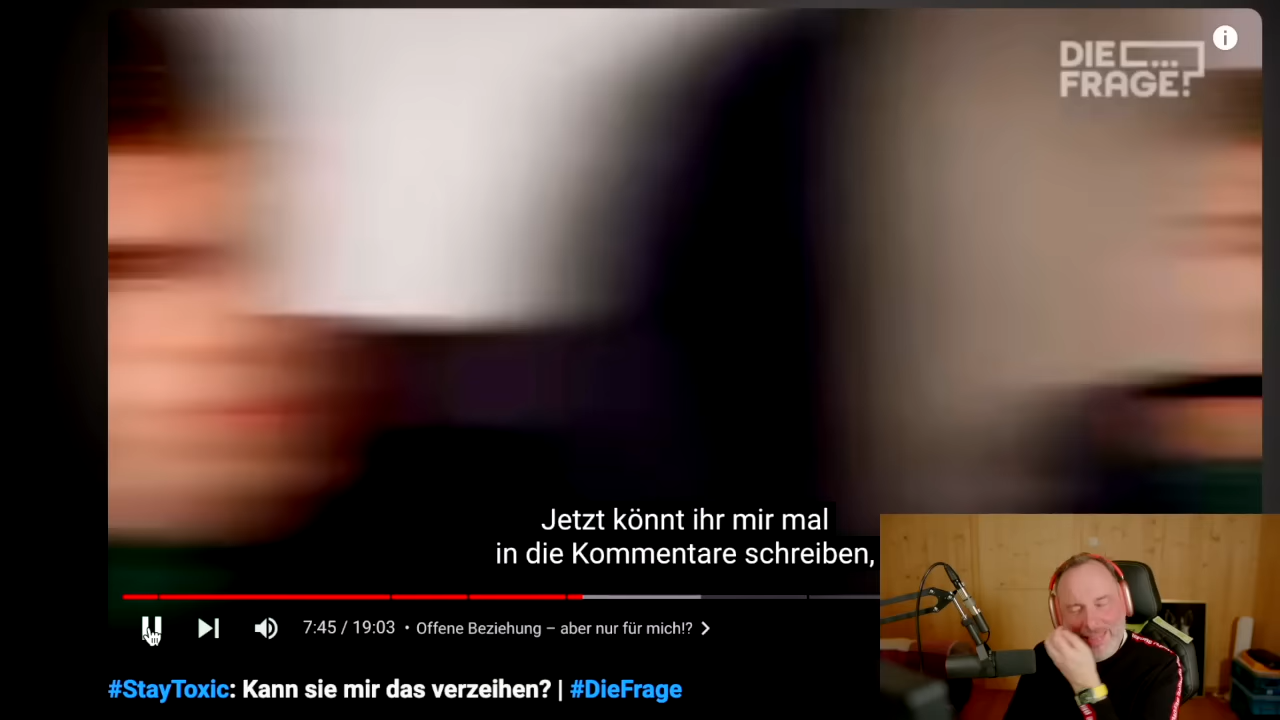 DIE ...
FRAGE?
Jetzt könnt ihr mir mal
in die Kommentare schreiben,
7:45 / 19:03 • Offene Beziehung – aber nur für mich!?
#StayToxic: Kann sie mir das verzeihen? | #DieFrage